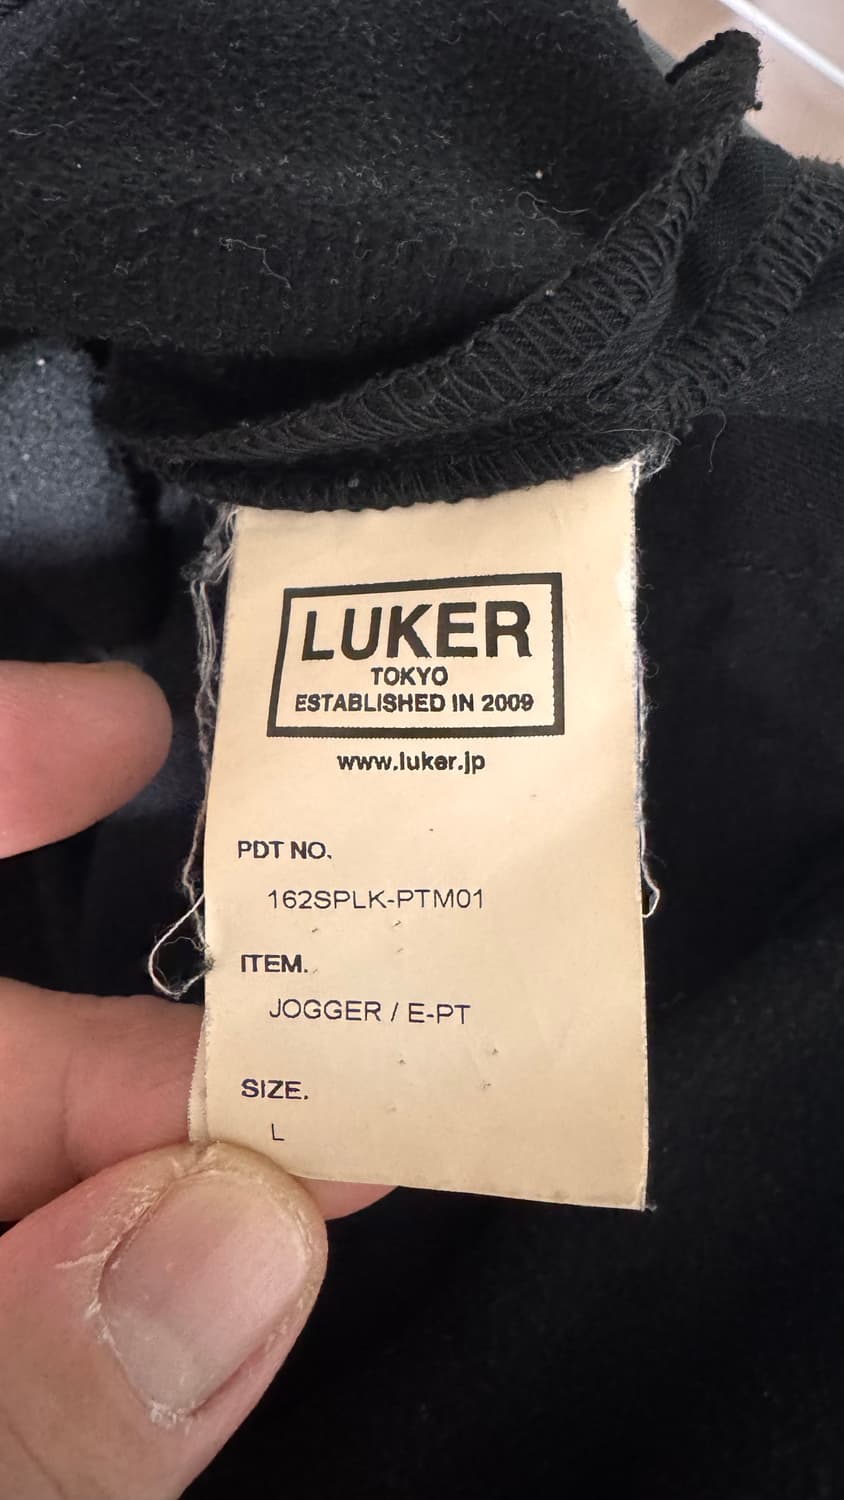 LUKER
TOKYO
ESTABLISHED IN 2009
www.luker.jp
PDT NO.
162SPLK-PTM01
ITEM.
JOGGER / E-PT
SIZE.
L